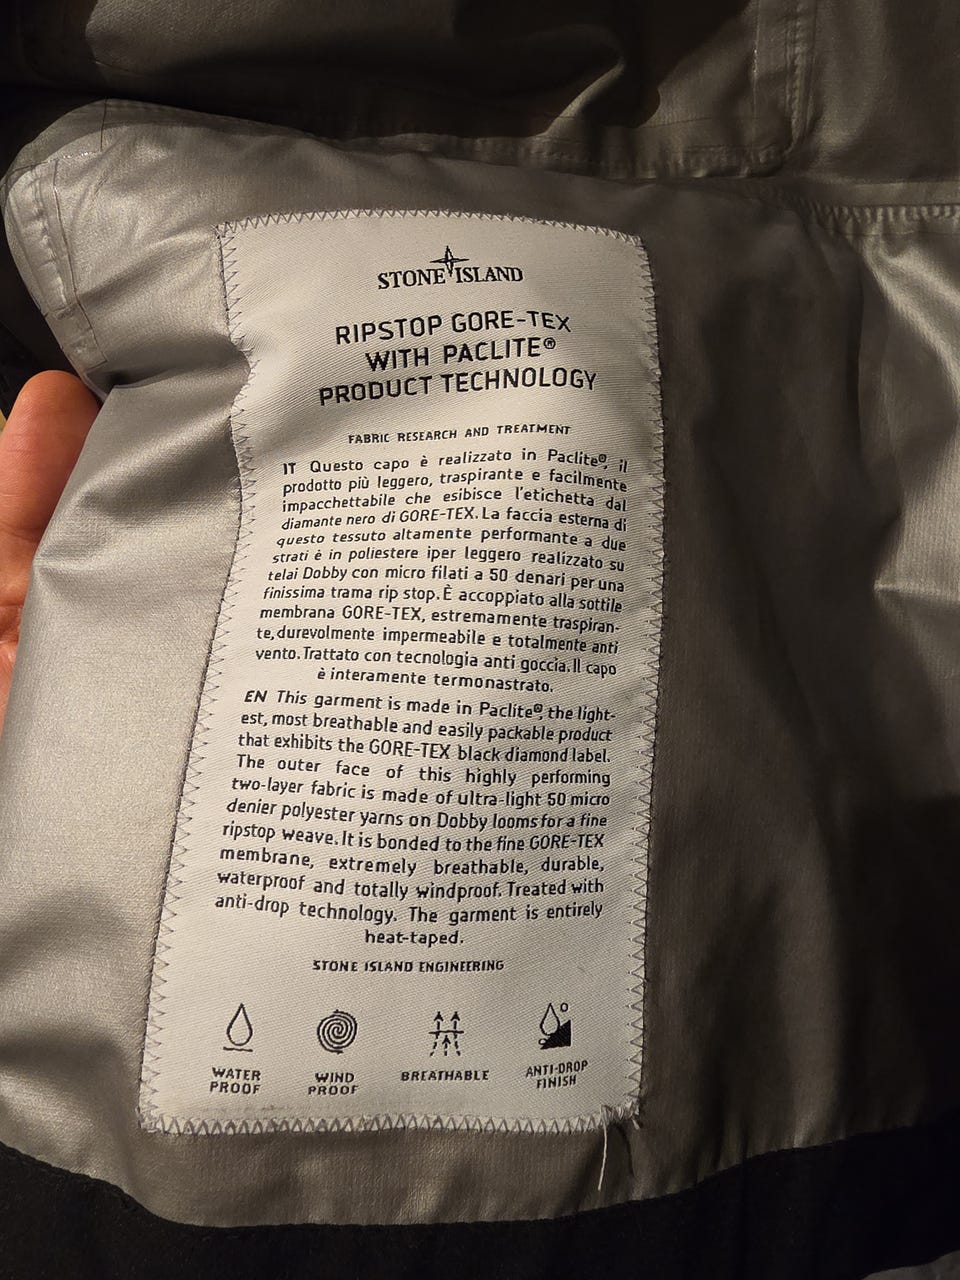 STONE ISLAND
RIPSTOP GORE-TEX
WITH PACLITE®
PRODUCT TECHNOLOGY
FABRIC RESEARCH AND TREATMENT
IT Questo capo è realizzato in Paclite®, il
prodotto più leggero, traspirante e facilmente
impacchettabile che esibisce l'etichetta dal
diamante nero di GORE-TEX. La faccia esterna di
questo tessuto altamente performante a due
strati è in poliestere iper leggero realizzato su
telai Dobby con micro filati a 50 denari per una
finissima trama rip stop. È accoppiato alla sottile
membrana GORE-TEX, estremamente traspiran-
te, durevolmente impermeabile e totalmente anti
vento. Trattato con tecnologia anti goccia. Il capo
è interamente termonastrato.
EN This garment is made in Paclite®, the light-
est, most breathable and easily packable product
that exhibits the GORE-TEX black diamond label.
The outer face of this highly performing
two-layer fabric is made of ultra-light 50 micro
denier polyester yarns on Dobby looms for a fine
ripstop weave. It is bonded to the fine GORE-TEX
membrane, extremely breathable, durable,
waterproof and totally windproof. Treated with
anti-drop technology. The garment is entirely
heat-taped.
STONE ISLAND ENGINEERING
WATER
PROOF
WIND
PROOF
BREATHABLE
ANTI-DROP
FINISH